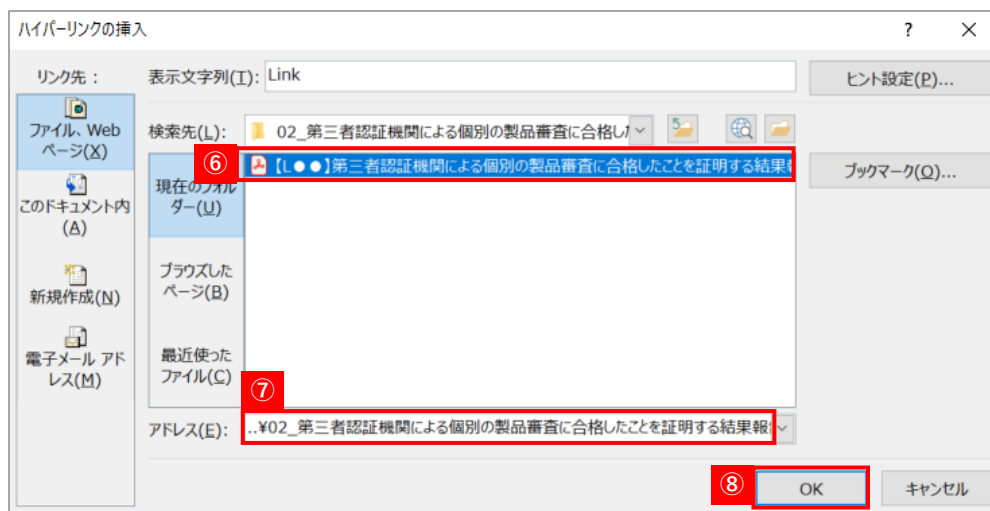 ハイパーリンクの挿入
?
×
リンク先：
表示文字列(T):
Link
ヒント設定(P)...
ファイル、Web
ページ(X)
検索先(L):
02_第三者認証機関による個別の製品審査に合格し
⑥
【L●●】第三者認証機関による個別の製品審査に合格したことを証明する結果
ブックマーク(O)...
現在のフォル
ダー(U)
このドキュメント内
(A)
ブラウズした
ページ(B)
新規作成(N)
最近使った
ファイル(C)
電子メール アド
レス(M)
⑦
アドレス(E):
..¥02_第三者認証機関による個別の製品審査に合格したことを証明する結果報
⑧
OK
キャンセル